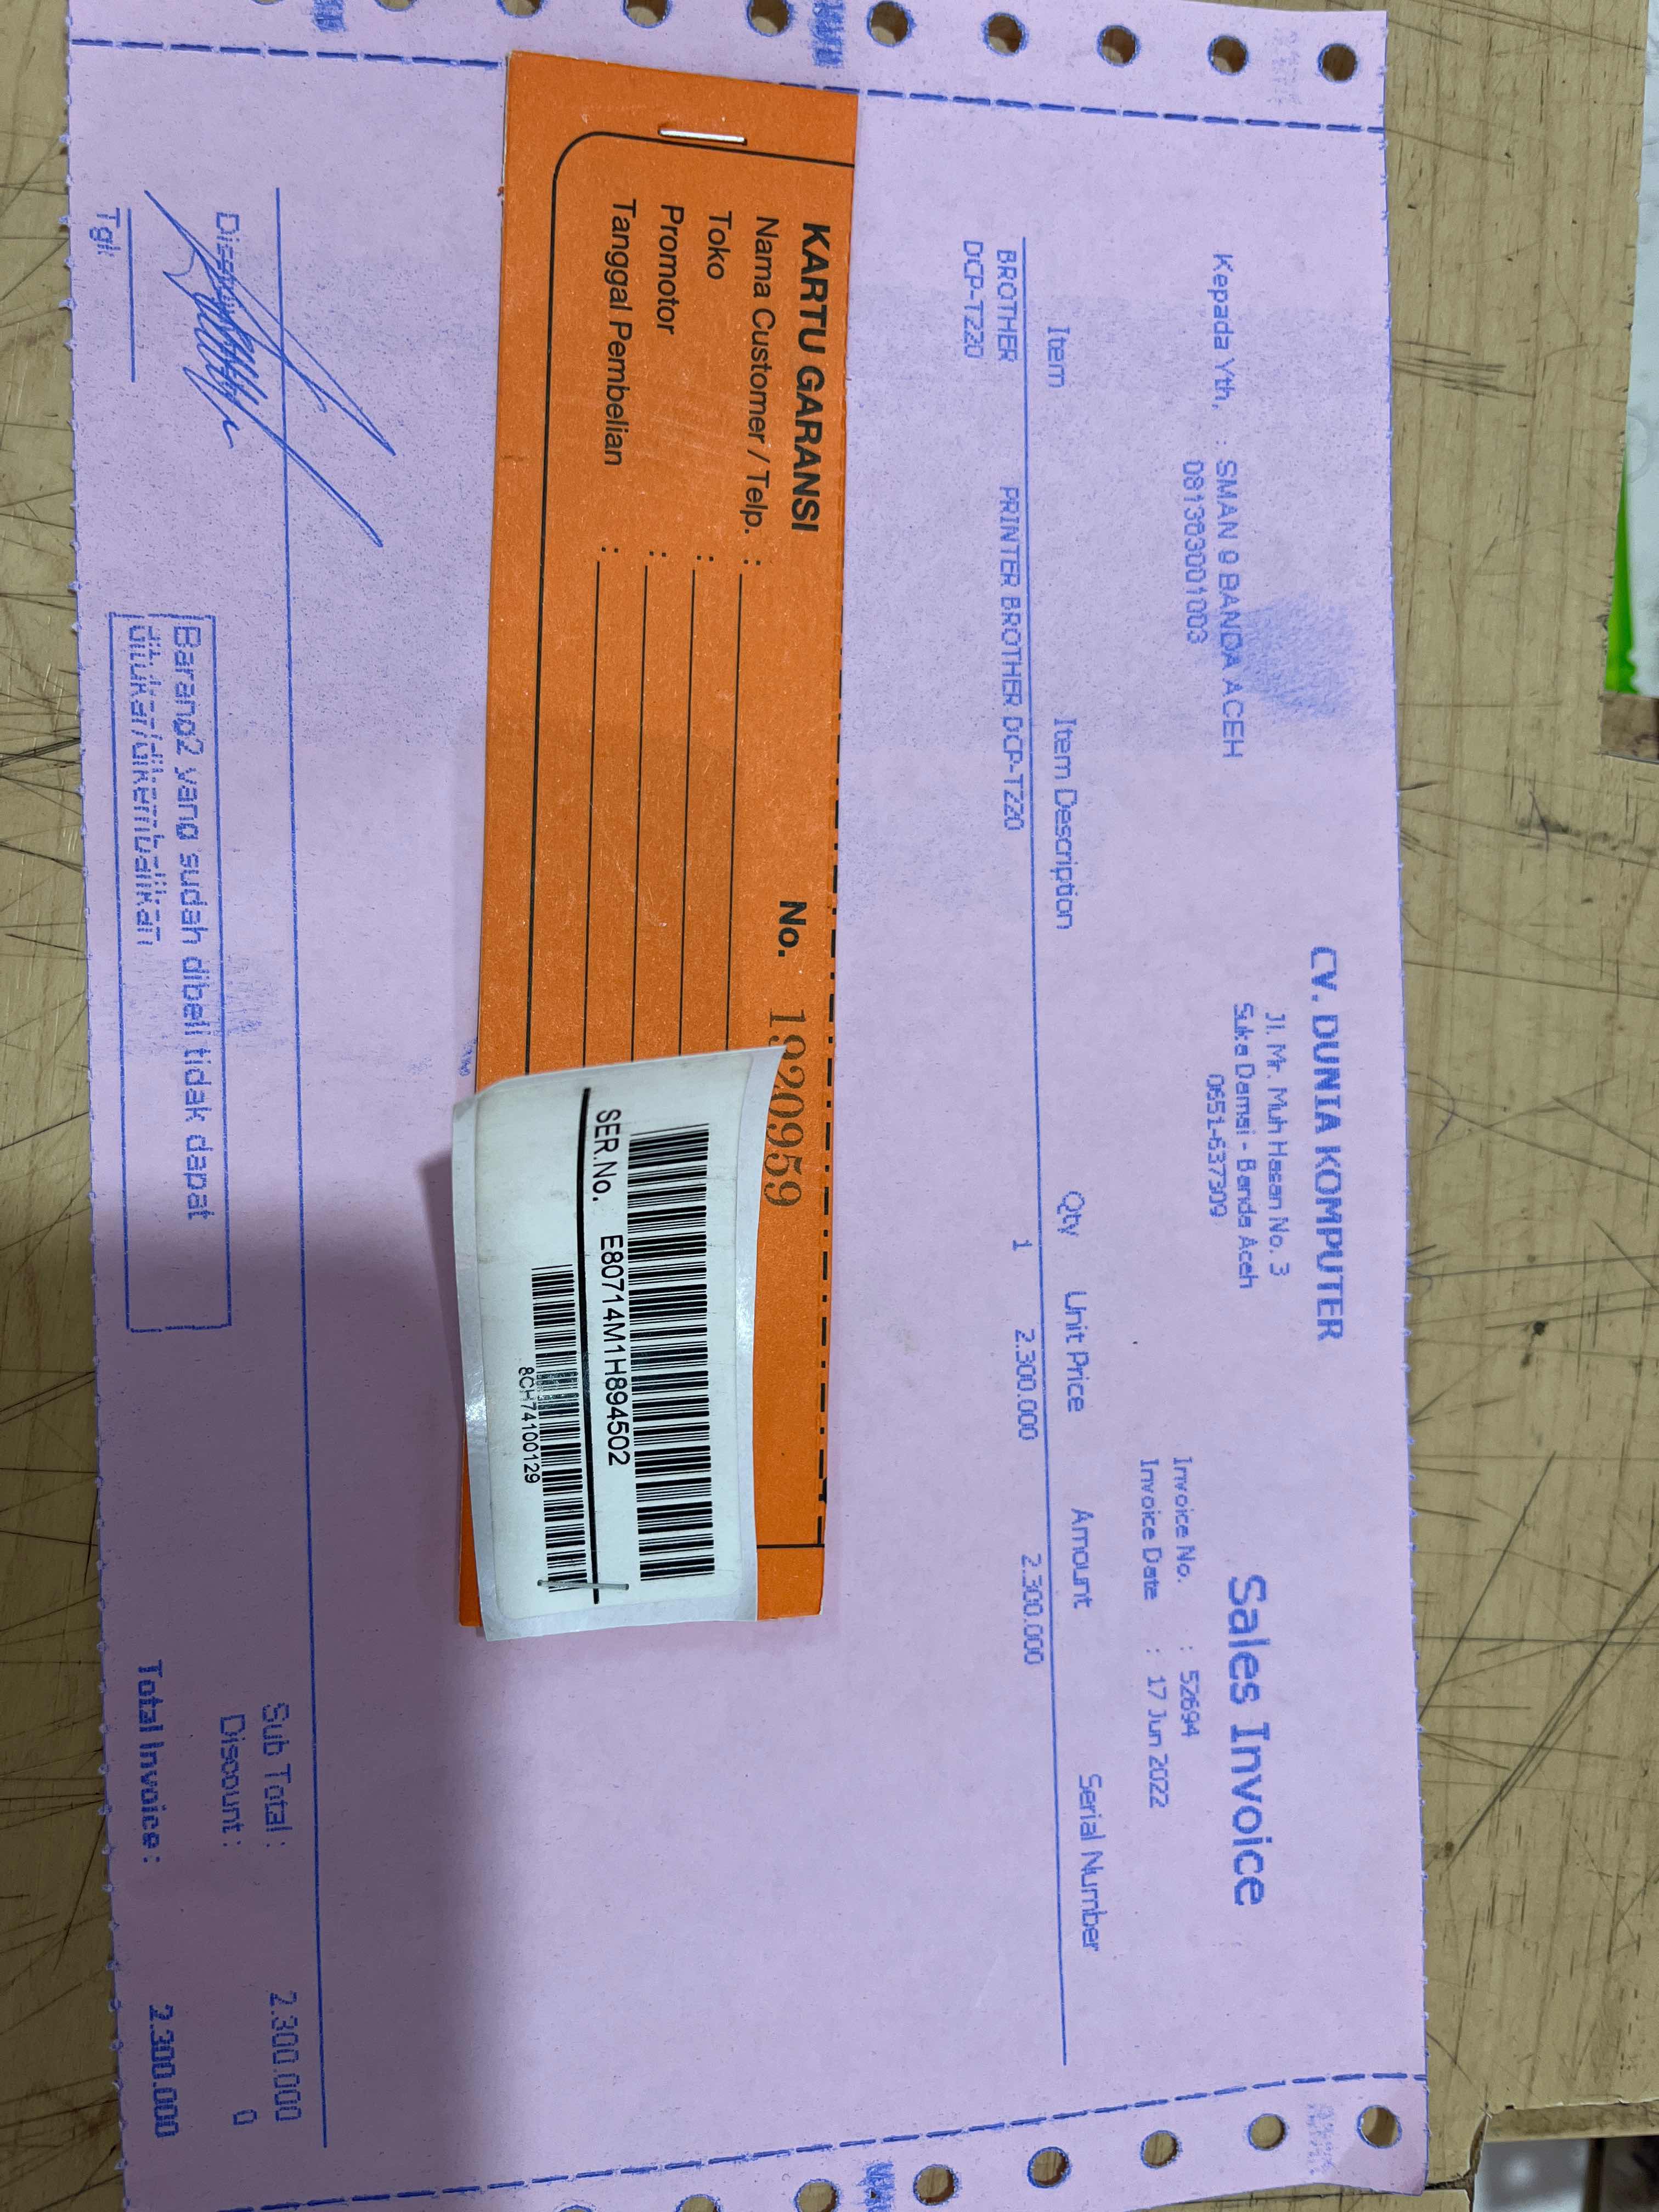 CV. DUNIA KOMPUTER
Jl. Mr. Muh Hasan No. 3
Suka Damai - Banda Aceh
0651-637309
Sales Invoice
Kepada Yth. : SMAN 9 BANDA ACEH
081383001003
Invoice No. : 52694
Invoice Date : 17 Jun 2022
Item Item Description Qty Unit Price Amount Serial Number
BROTHER PRINTER BROTHER DCP-T220 1 2.300.000 2.300.000
DCP-T220
KARTU GARANSI No. 1920959
Nama Customer / Telp. :
Toko :
Promotor :
Tanggal Pembelian :
SER.No. E80714M1H894502
8CH74100129
Sub Total : 2.300.000
Discount : 0
Total Invoice : 2.300.000
Tgl:
Barang2 yang sudah dibeli tidak dapat
ditukar/dikembalikan